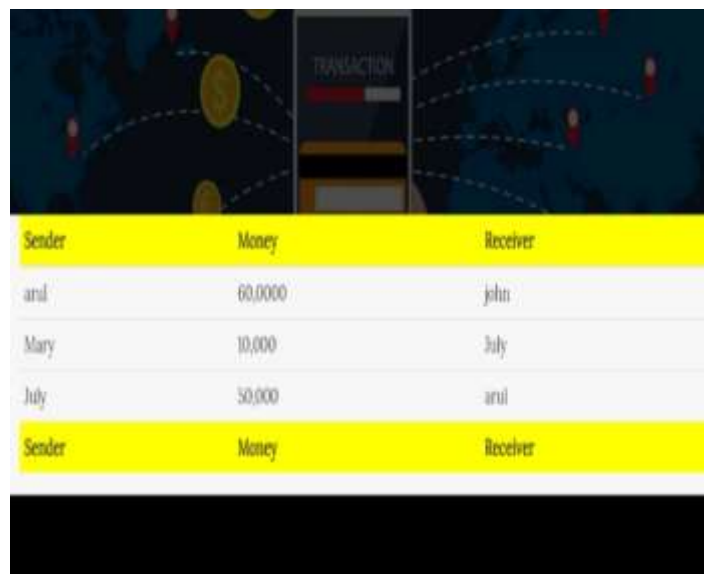 TRANSACTION
Sender Money Receiver
arul 60,0000 john
Mary 10,000 July
July 50,000 arul
Sender Money Receiver